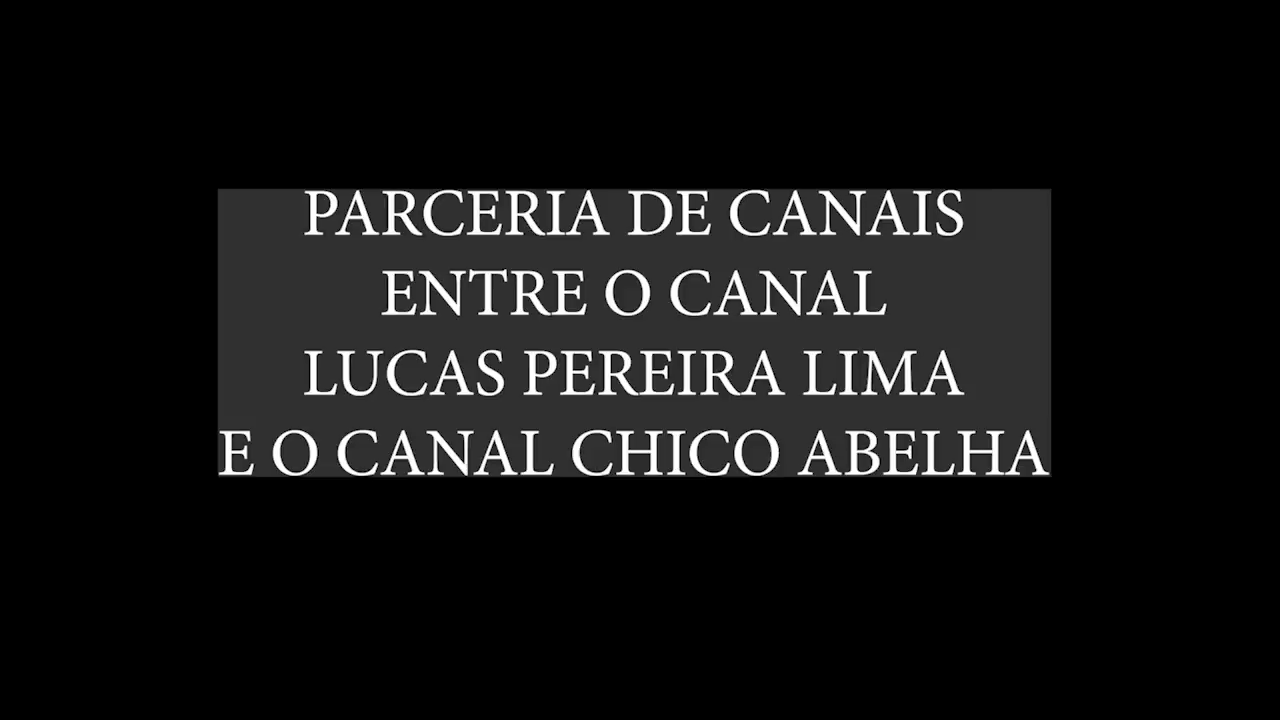 PARCERIA DE CANAIS
ENTRE O CANAL
LUCAS PEREIRA LIMA
E O CANAL CHICO ABELHA